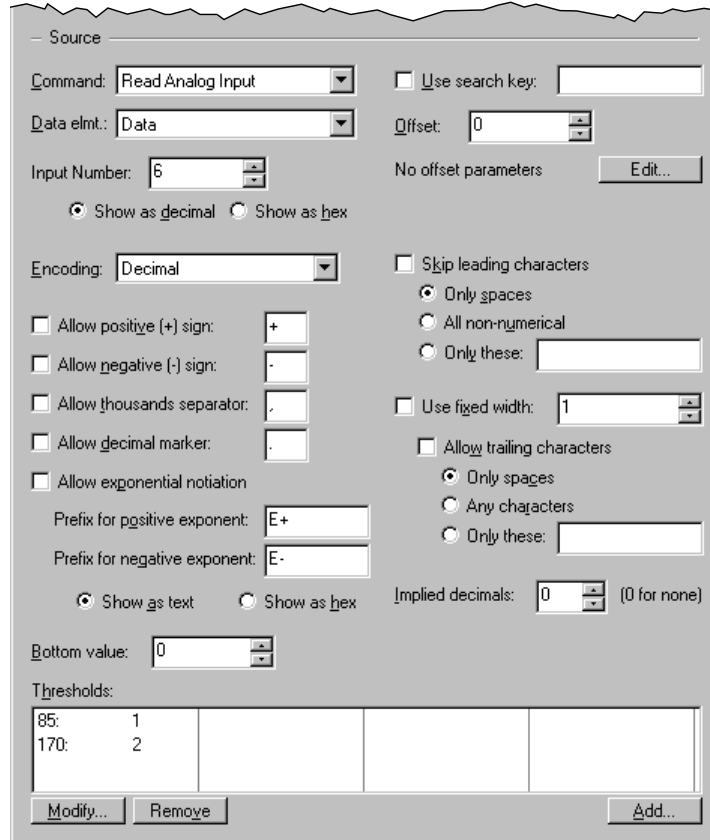 Source
Command: Read Analog Input
Use search key:
Data elmt.: Data
Offset: 0
Input Number: 6
No offset parameters Edit...
Show as decimal Show as hex
Encoding: Decimal
Skip leading characters
Only spaces
All non-numerical
Only these:
Allow positive (+) sign: +
Allow negative (-) sign: -
Allow thousands separator: ,
Allow decimal marker: .
Allow exponential notiation
Prefix for positive exponent: E+
Prefix for negative exponent: E-
Show as text Show as hex
Use fixed width: 1
Allow trailing characters
Only spaces
Any characters
Only these:
Implied decimals: 0 (0 for none)
Bottom value: 0
Thresholds:
85: 1
170: 2
Modify... Remove Add...